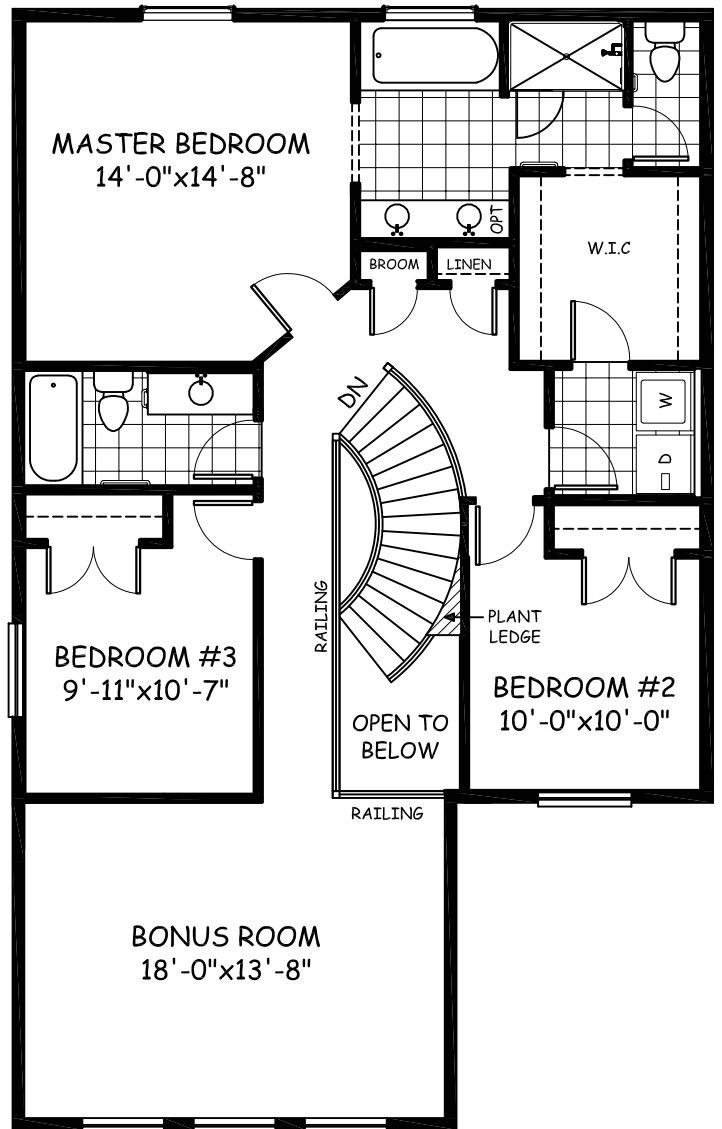 MASTER BEDROOM
14'-0"x14'-8"
OPT
BROOM
LINEN
W.I.C
DN
W
D
RAILING
PLANT
LEDGE
BEDROOM #3
9'-11"x10'-7"
BEDROOM #2
10'-0"x10'-0"
OPEN TO
BELOW
RAILING
BONUS ROOM
18'-0"x13'-8"